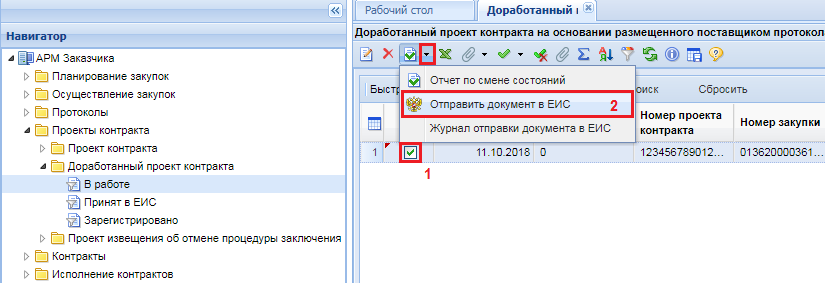 Навигатор
АРМ Заказчика
Планирование закупок
Осуществление закупок
Протоколы
Проекты контракта
Проект контракта
Доработанный проект контракта
В работе
Принят в ЕИС
Зарегистрировано
Проект извещения об отмене процедуры заключения
Контракты
Исполнение контрактов
Рабочий стол
Доработанный
Доработанный проект контракта на основании размещенного поставщиком протокол
Быстр
Сбросить
Отчет по смене состояний
Отправить документ в ЕИС 2
Журнал отправки документа в ЕИС
Номер проекта контракта
Номер закупки
1 11.10.2018 0 123456789012... 013620000361...
1